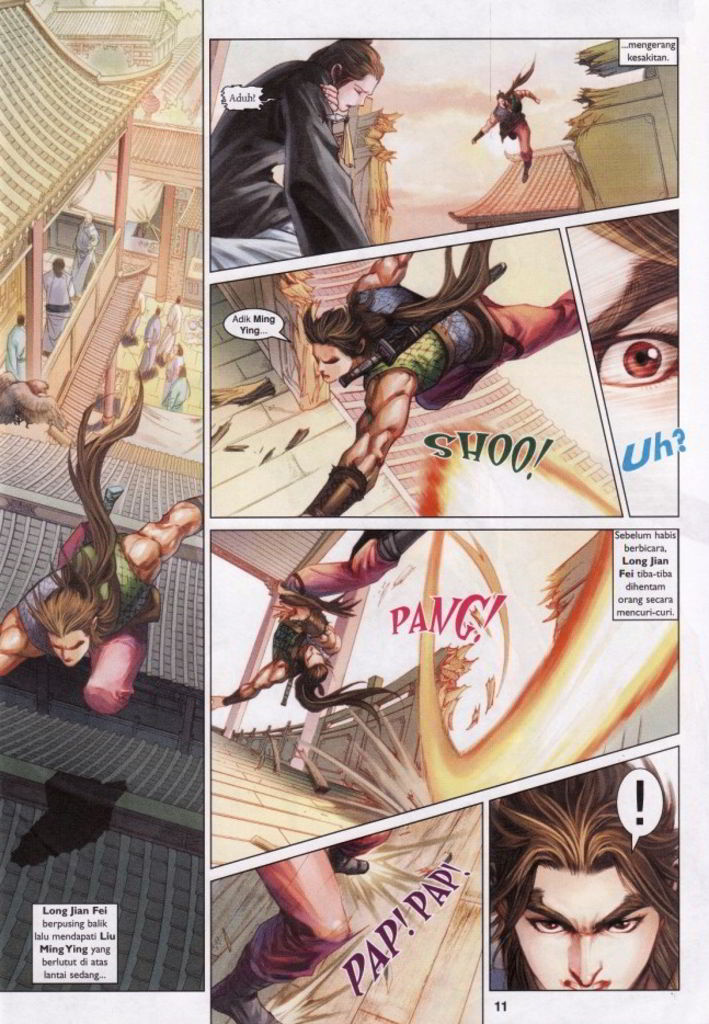 Long Jian Fei
berpusing balik
lalu mendapati Liu
Ming Ying yang
berlutut di atas
lantai sedang...
...mengerang
kesakitan.
Aduh!
Adik Ming
Ying...
SHOO!
Uh?
Sebelum habis
berbicara,
Long Jian
Fei tiba-tiba
dihentam
orang secara
mencuri-curi.
PANG!
PAP! PAP!
!
11